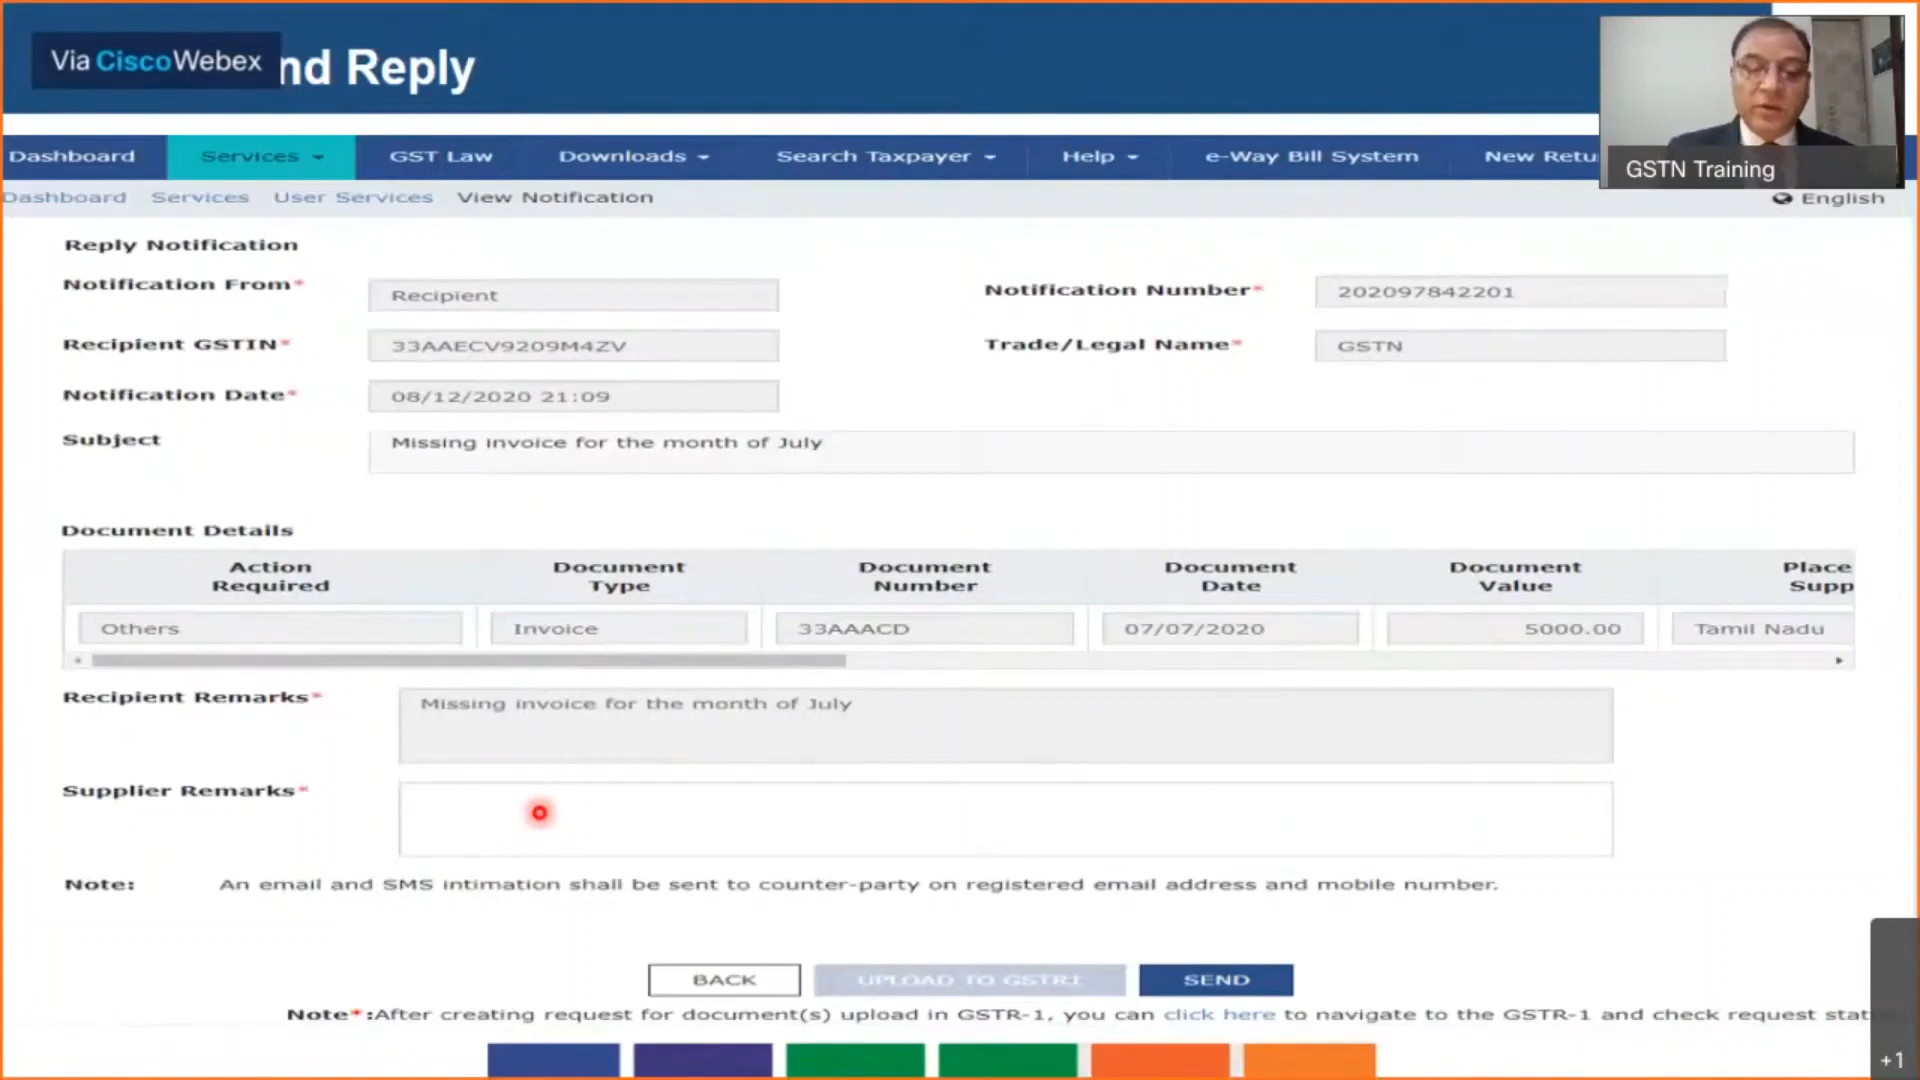 Via CiscoWebex
nd Reply
GSTN Training
Dashboard Services GST Law Downloads Search Taxpayer Help e-Way Bill System New Retu
Dashboard Services User Services View Notification English
Reply Notification
Notification From* Recipient Notification Number* 202097842201
Recipient GSTIN* 33AAECV9209M4ZV Trade/Legal Name* GSTN
Notification Date* 08/12/2020 21:09
Subject Missing invoice for the month of July
Document Details
Action Required Document Type Document Number Document Date Document Value Place Supp
Others Invoice 33AAACD 07/07/2020 5000.00 Tamil Nadu
Recipient Remarks* Missing invoice for the month of July
Supplier Remarks*
Note: An email and SMS intimation shall be sent to counter-party on registered email address and mobile number.
BACK UPLOAD TO GSTR1 SEND
Note*:After creating request for document(s) upload in GSTR-1, you can click here to navigate to the GSTR-1 and check request stat
+1